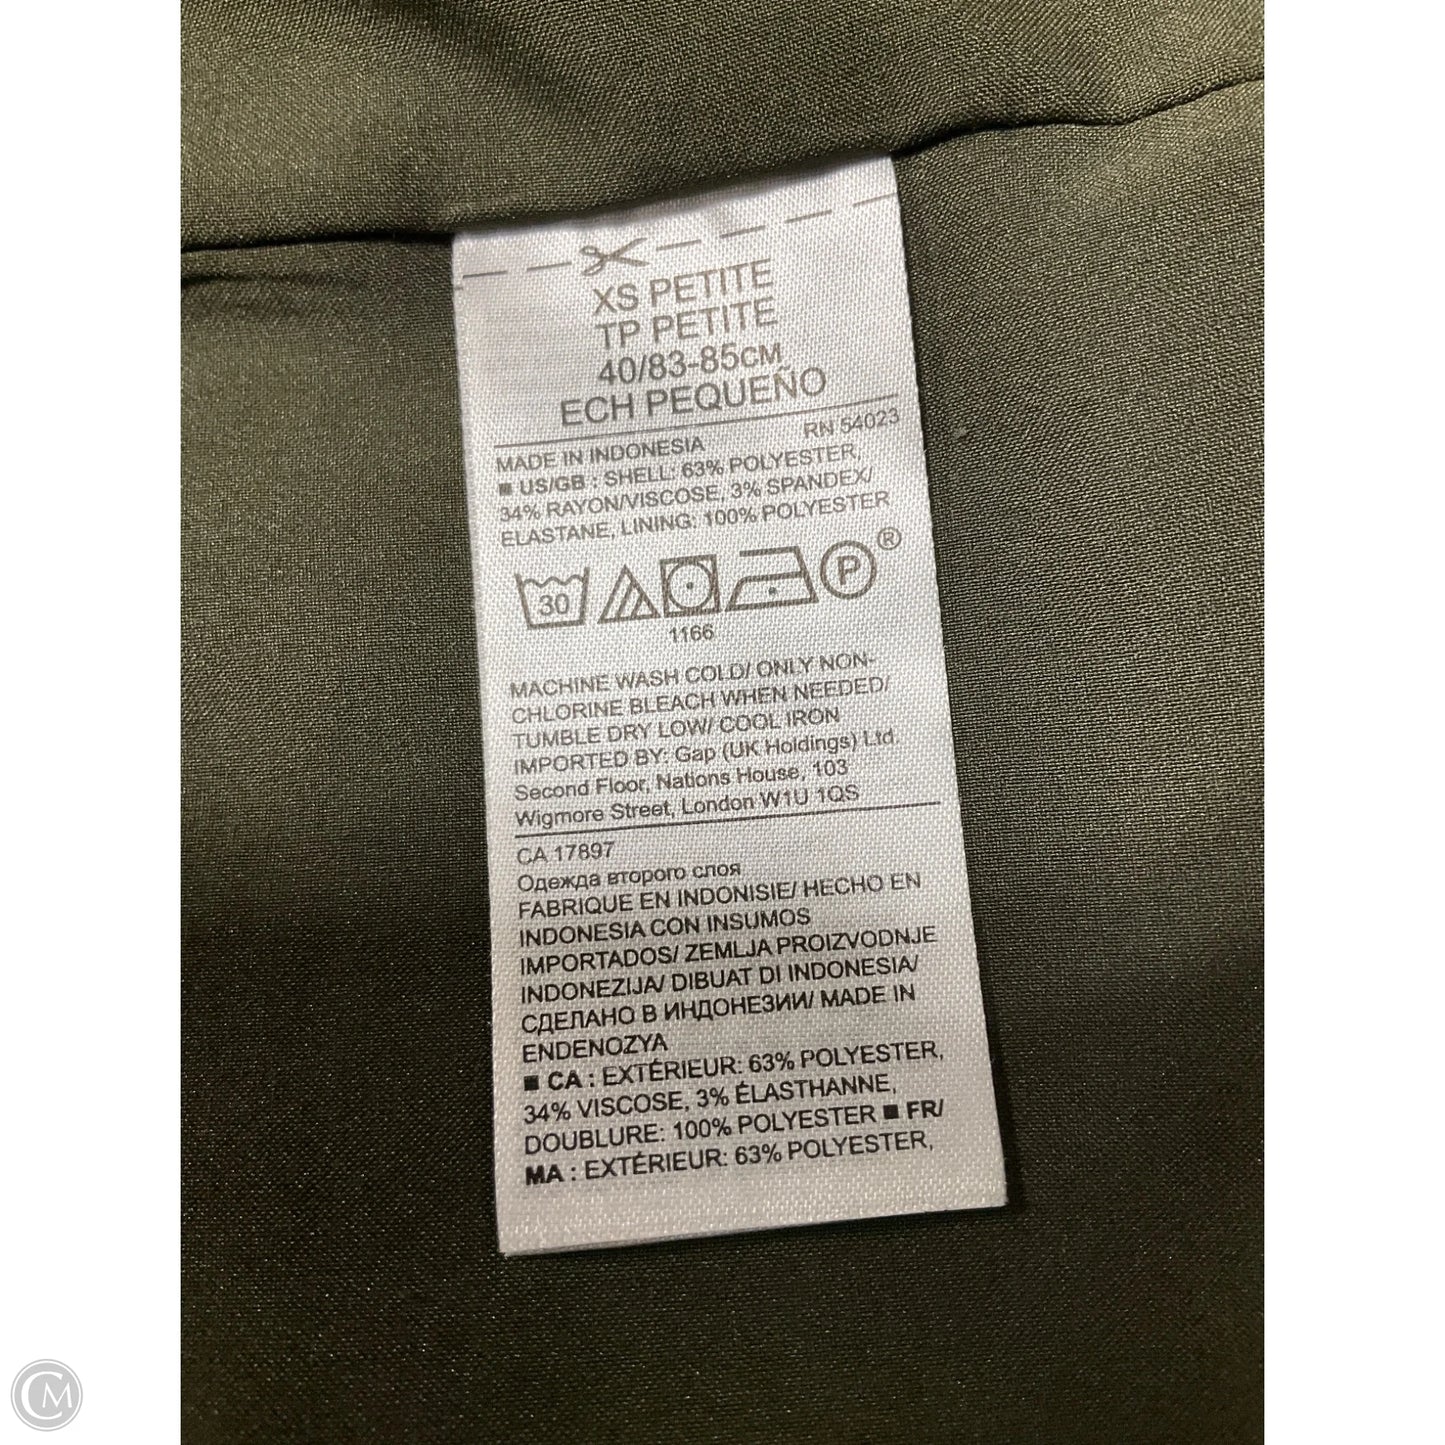 XS PETITE
TP PETITE
40/83-85CM
ECH PEQUEÑO
RN 54023
MADE IN INDONESIA
■ US/GB : SHELL: 63% POLYESTER,
34% RAYON/VISCOSE, 3% SPANDEX/
ELASTANE, LINING: 100% POLYESTER
30
P
®
1166
MACHINE WASH COLD/ ONLY NON-
CHLORINE BLEACH WHEN NEEDED/
TUMBLE DRY LOW/ COOL IRON
IMPORTED BY: Gap (UK Holdings) Ltd.
Second Floor, Nations House, 103
Wigmore Street, London W1U 1QS
CA 17897
Одежда второго слоя
FABRIQUE EN INDONISIE/ HECHO EN
INDONESIA CON INSUMOS
IMPORTADOS/ ZEMLJA PROIZVODNJE
INDONEZIJA/ DIBUAT DI INDONESIA/
СДЕЛАНО В ИНДОНЕЗИИ/ MADE IN
ENDENOZYA
■ CA : EXTÉRIEUR: 63% POLYESTER,
34% VISCOSE, 3% ÉLASTHANNE,
DOUBLURE: 100% POLYESTER ■ FR/
MA : EXTÉRIEUR: 63% POLYESTER,
CM